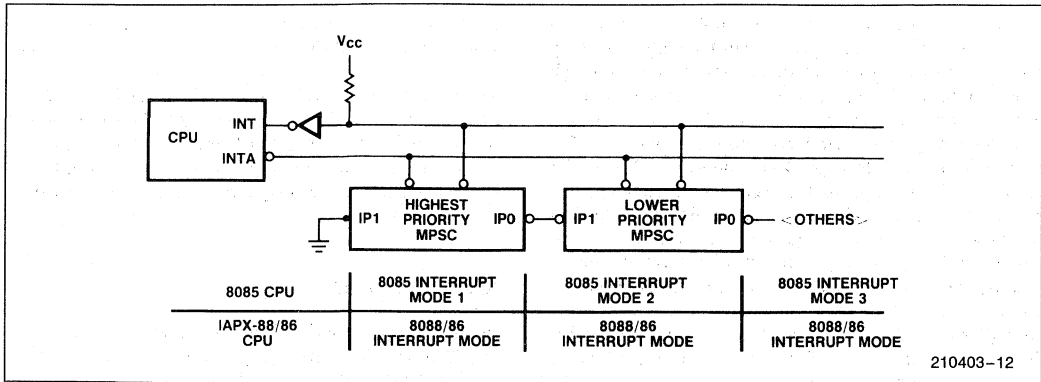 VCC
CPU
INT
INTA
IP1
HIGHEST
PRIORITY
MPSC
IP0
IP1
LOWER
PRIORITY
MPSC
IP0
<OTHERS>
8085 CPU
8085 INTERRUPT
MODE 1
8085 INTERRUPT
MODE 2
8085 INTERRUPT
MODE 3
IAPX-88/86
CPU
8088/86
INTERRUPT MODE
8088/86
INTERRUPT MODE
8088/86
INTERRUPT MODE
210403-12